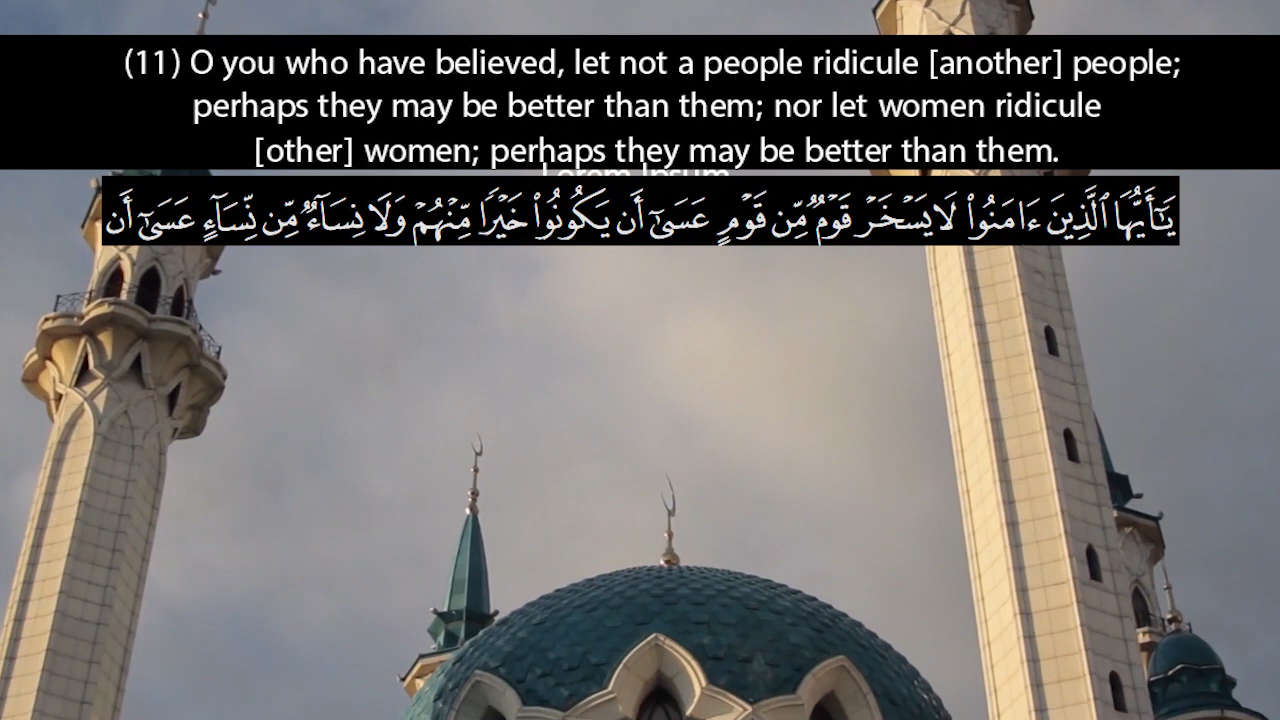 (11) O you who have believed, let not a people ridicule [another] people;
perhaps they may be better than them; nor let women ridicule
[other] women; perhaps they may be better than them.
Lorem Ipsum
يَٰٓأَيُّهَا ٱلَّذِينَ ءَامَنُوا۟ لَا يَسْخَرْ قَوْمٌ مِّن قَوْمٍ عَسَىٰٓ أَن يَكُونُوا۟ خَيْرًا مِّنْهُمْ وَلَا نِسَآءٌ مِّن نِّسَآءٍ عَسَىٰٓ أَن